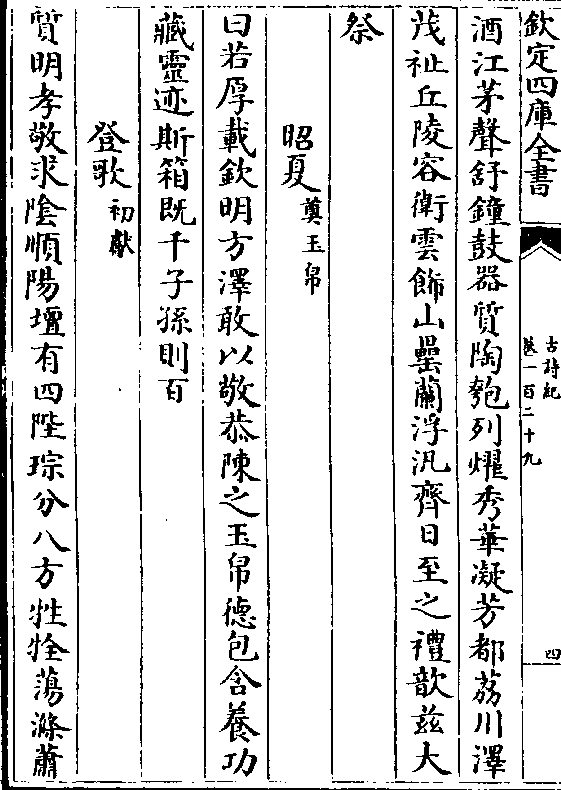 欽定四庫全書
古詩紀
卷一百二十九
四
酒江茅聲舒鐘鼓器質陶匏列燿秀華凝芳都荔川澤
茂祉丘陵容衛雲飾山罍蘭浮汎齊日至之禮歆兹大
祭
昭夏奠玉帛
曰若厚載欽明方澤敢以敬恭陳之玉帛德包含養功
藏靈迹斯箱既千子孫則百
登歌初獻
質明孝敬求隂順陽壇有四陛琮分八方牲牷蕩滌蕭